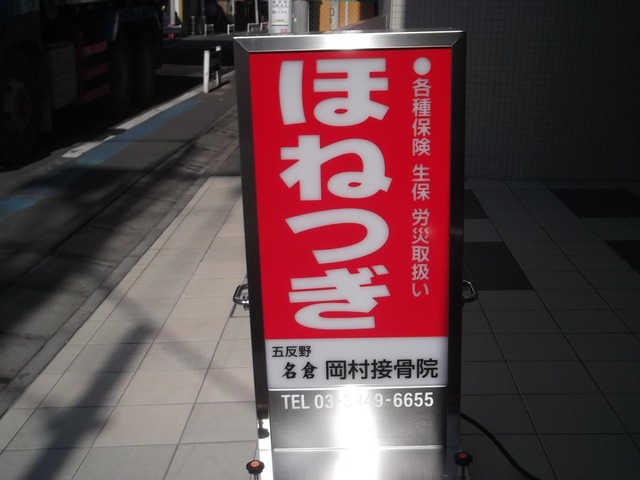 ●各種保険 生保 労災取扱い
ほねつぎ
五反野
名倉 岡村接骨院
TEL 03-3849-6655